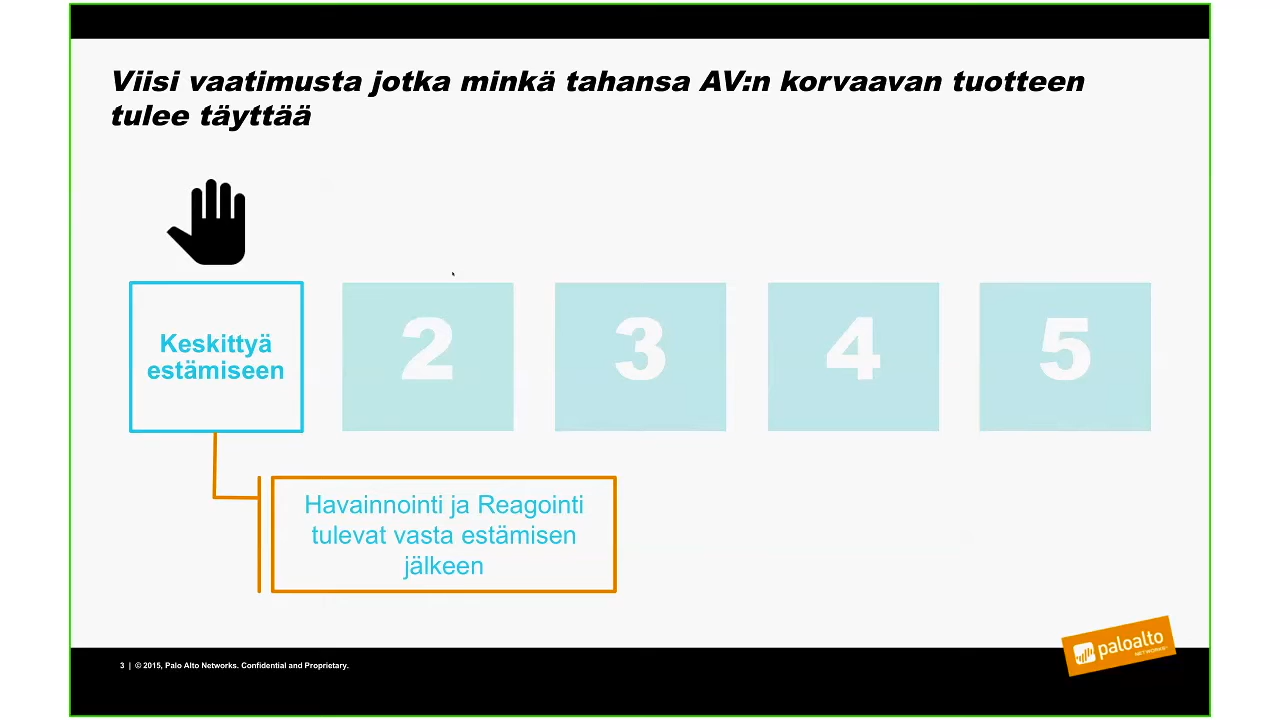 Viisi vaatimusta jotka minkä tahansa AV:n korvaavan tuotteen
tulee täyttää
Keskittyä
estämiseen
2
3
4
5
Havainnointi ja Reagointi
tulevat vasta estämisen
jälkeen
3 | © 2015, Palo Alto Networks. Confidential and Proprietary.
paloalto
NETWORKS